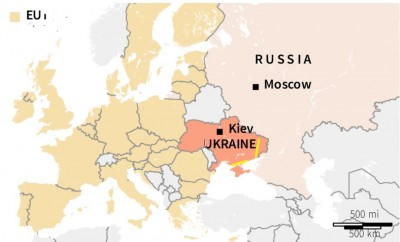 EU
RUSSIA
Moscow
Kiev
UKRAINE
500 mi
500 km